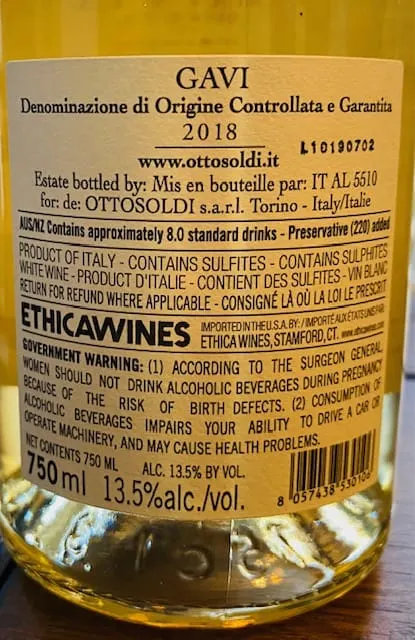 GAVI
Denominazione di Origine Controllata e Garantita
2018
L10190702
www.ottosoldi.it
Estate bottled by: Mis en bouteille par: IT AL 5510
for: de: OTTOSOLDI s.a.r.l. Torino - Italy/Italie
AUS/NZ Contains approximately 8.0 standard drinks - Preservative (220) added
PRODUCT OF ITALY - CONTAINS SULFITES - CONTAINS SULPHITES
WHITE WINE - PRODUCT D'ITALIE - CONTIENT DES SULFITES - VIN BLANC
RETURN FOR REFUND WHERE APPLICABLE - CONSIGNÉ LÀ OÙ LA LOI LE PRESCRIT
ETHICAWINES
IMPORTED IN THE U.S.A. BY: / IMPORTÉ AUX ÉTATS UNIS PAR:
ETHICA WINES, STAMFORD, CT. www.ethicawines.com
GOVERNMENT WARNING: (1) ACCORDING TO THE SURGEON GENERAL,
WOMEN SHOULD NOT DRINK ALCOHOLIC BEVERAGES DURING PREGNANCY
BECAUSE OF THE RISK OF BIRTH DEFECTS. (2) CONSUMPTION OF
ALCOHOLIC BEVERAGES IMPAIRS YOUR ABILITY TO DRIVE A CAR OR
OPERATE MACHINERY, AND MAY CAUSE HEALTH PROBLEMS.
NET CONTENTS 750 ML ALC. 13.5% BY VOL.
750ml 13.5%alc./vol.
8 057438 530106